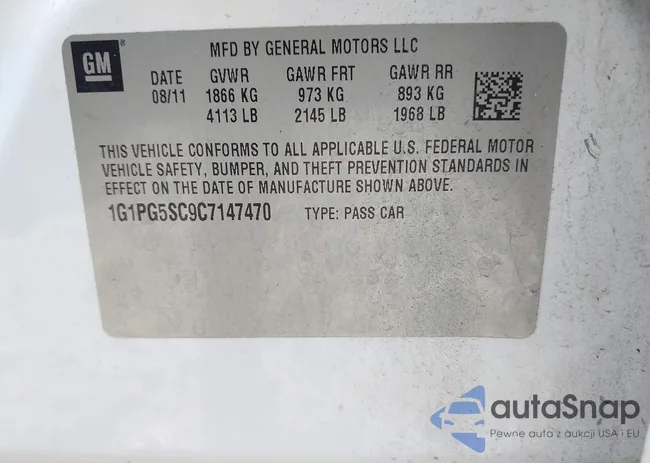 GM
MFD BY GENERAL MOTORS LLC
DATE GVWR GAWR FRT GAWR RR
08/11 1866 KG 973 KG 893 KG
4113 LB 2145 LB 1968 LB
THIS VEHICLE CONFORMS TO ALL APPLICABLE U.S. FEDERAL MOTOR
VEHICLE SAFETY, BUMPER, AND THEFT PREVENTION STANDARDS IN
EFFECT ON THE DATE OF MANUFACTURE SHOWN ABOVE.
1G1PG5SC9C7147470 TYPE: PASS CAR
autoSnap
Pewne auta z aukcji USA i EU